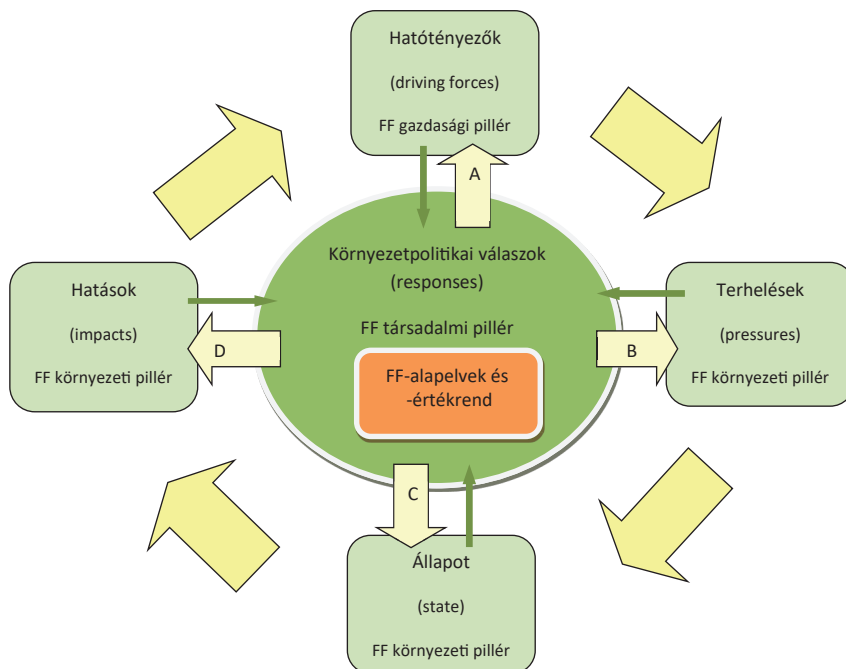 Hatótényezők
(driving forces)
FF gazdasági pillér
A
Környezetpolitikai válaszok
(responses)
FF társadalmi pillér
FF-alapelvek és
-értékrend
Hatások
(impacts)
FF környezeti pillér
D
Terhelések
(pressures)
FF környezeti pillér
B
C
Állapot
(state)
FF környezeti pillér